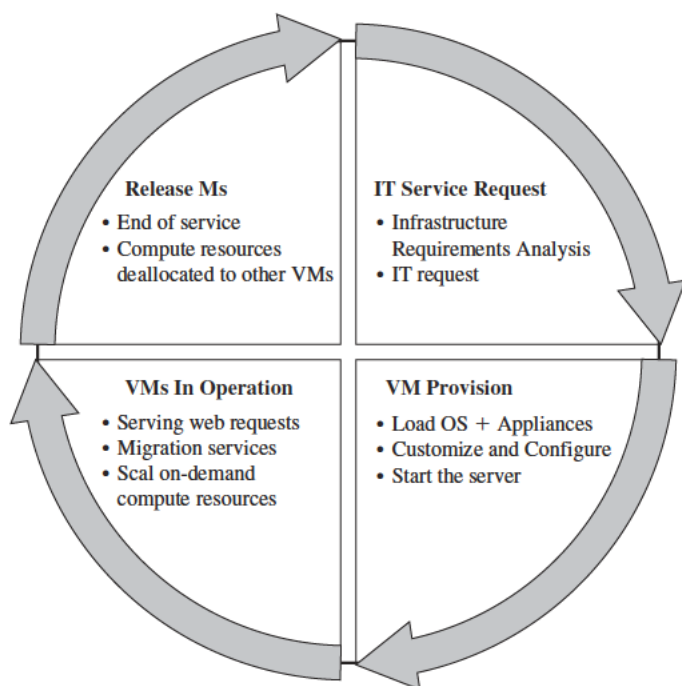 Release Ms
• End of service
• Compute resources
deallocated to other VMs
IT Service Request
• Infrastructure
Requirements Analysis
• IT request
VMs In Operation
• Serving web requests
• Migration services
• Scal on-demand
compute resources
VM Provision
• Load OS + Appliances
• Customize and Configure
• Start the server